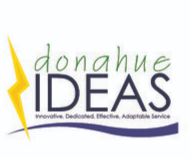 donahue
IDEAS
Innovative, Dedicated, Effective, Adaptable Service